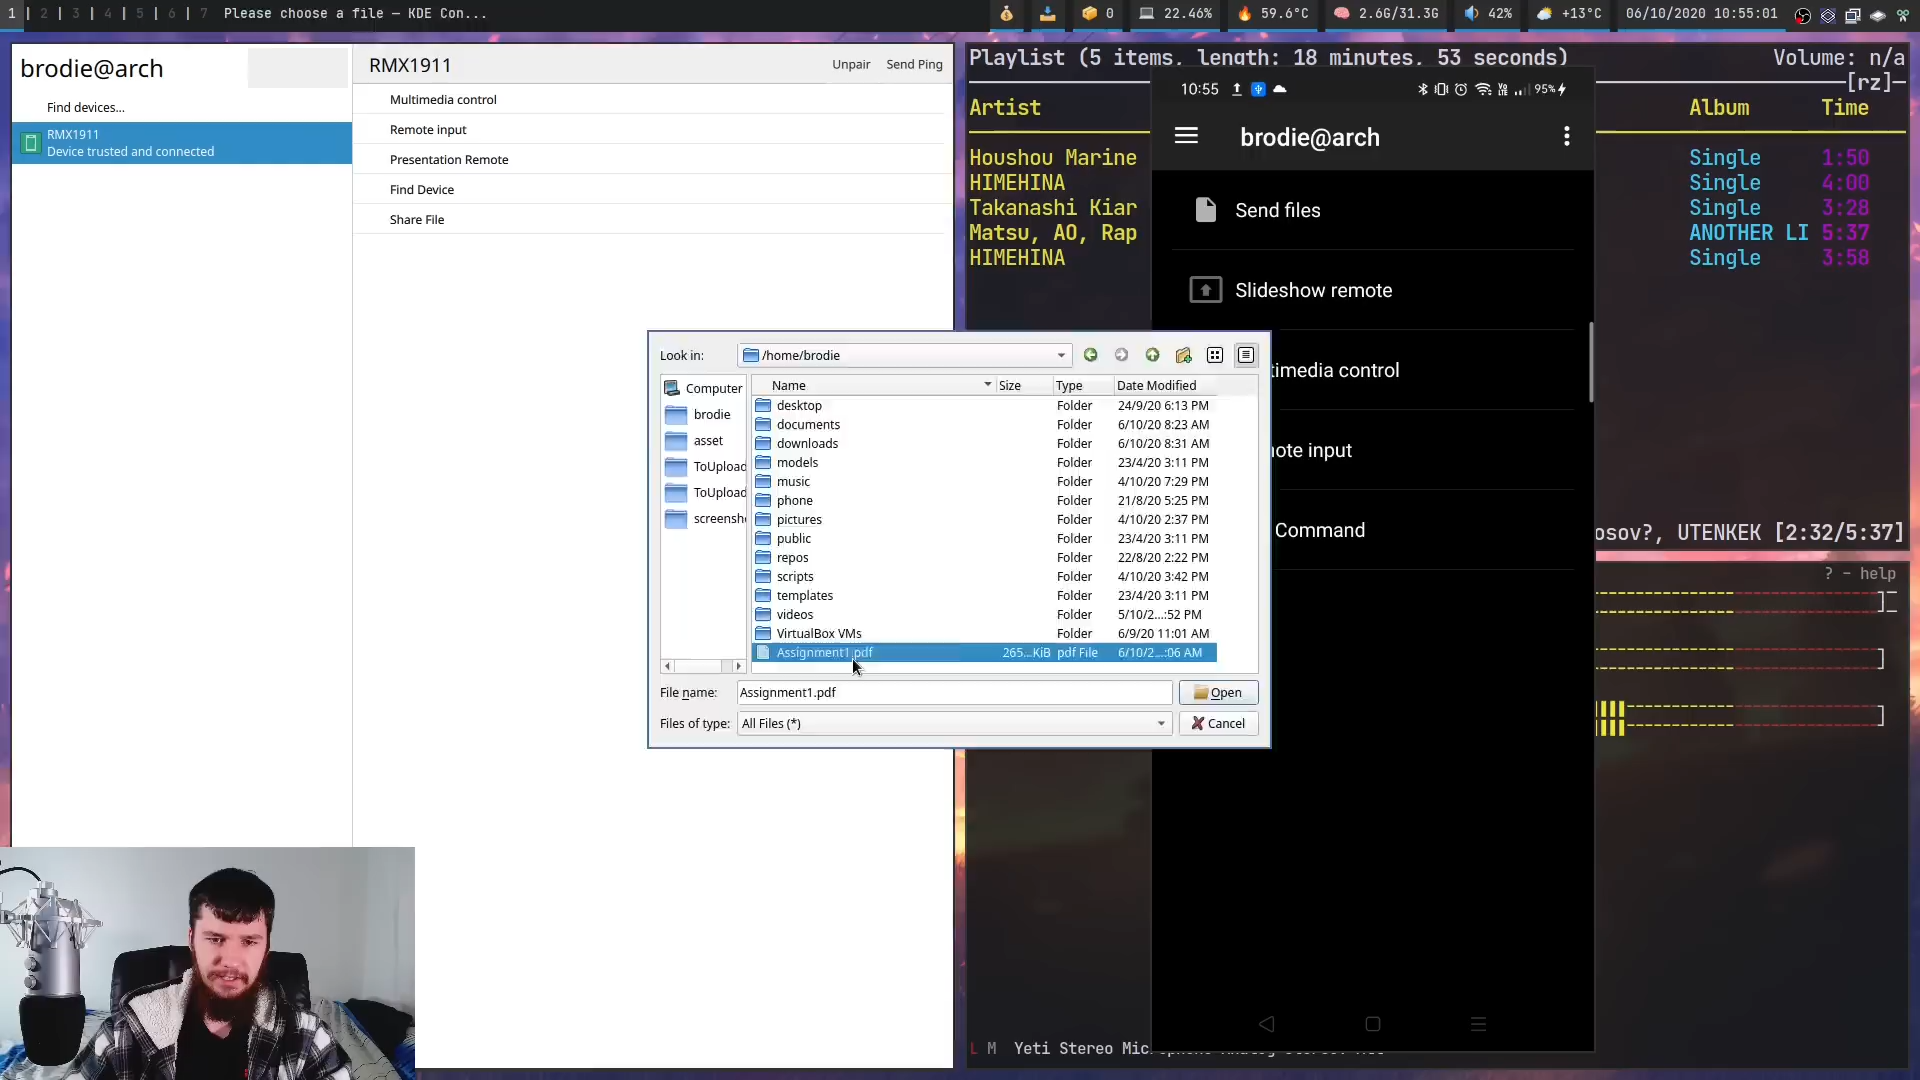 1 | 2 | 3 | 4 | 5 | 6 | 7 Please choose a file — KDE Con...
0 22.46% 59.6°C 2.6G/31.3G 42% +13°C 06/10/2020 10:55:01
brodie@arch
Find devices...
RMX1911
Device trusted and connected
RMX1911 Unpair Send Ping
Multimedia control
Remote input
Presentation Remote
Find Device
Share File
Playlist (5 items, length: 18 minutes, 53 seconds) Volume: n/a
[rz]
Artist Album Time
Houshou Marine Single 1:50
HIMEHINA Single 4:00
Takanashi Kiar Single 3:28
Matsu, AO, Rap ANOTHER LI 5:37
HIMEHINA Single 3:58
osov?, UTENKEK [2:32/5:37]
? - help
L M Yeti Stereo Mic
10:55 95%
brodie@arch
Send files
Slideshow remote
timedia control
ote input
Command
Look in: /home/brodie
Computer
brodie
asset
ToUpload
ToUpload
screensh
Name Size Type Date Modified
desktop Folder 24/9/20 6:13 PM
documents Folder 6/10/20 8:23 AM
downloads Folder 6/10/20 8:31 AM
models Folder 23/4/20 3:11 PM
music Folder 4/10/20 7:29 PM
phone Folder 21/8/20 5:25 PM
pictures Folder 4/10/20 2:37 PM
public Folder 23/4/20 3:11 PM
repos Folder 22/8/20 2:22 PM
scripts Folder 4/10/20 3:42 PM
templates Folder 23/4/20 3:11 PM
videos Folder 5/10/2...:52 PM
VirtualBox VMs Folder 6/9/20 11:01 AM
Assignment1.pdf 265...KiB pdf File 6/10/2...:06 AM
File name: Assignment1.pdf Open
Files of type: All Files (*) Cancel